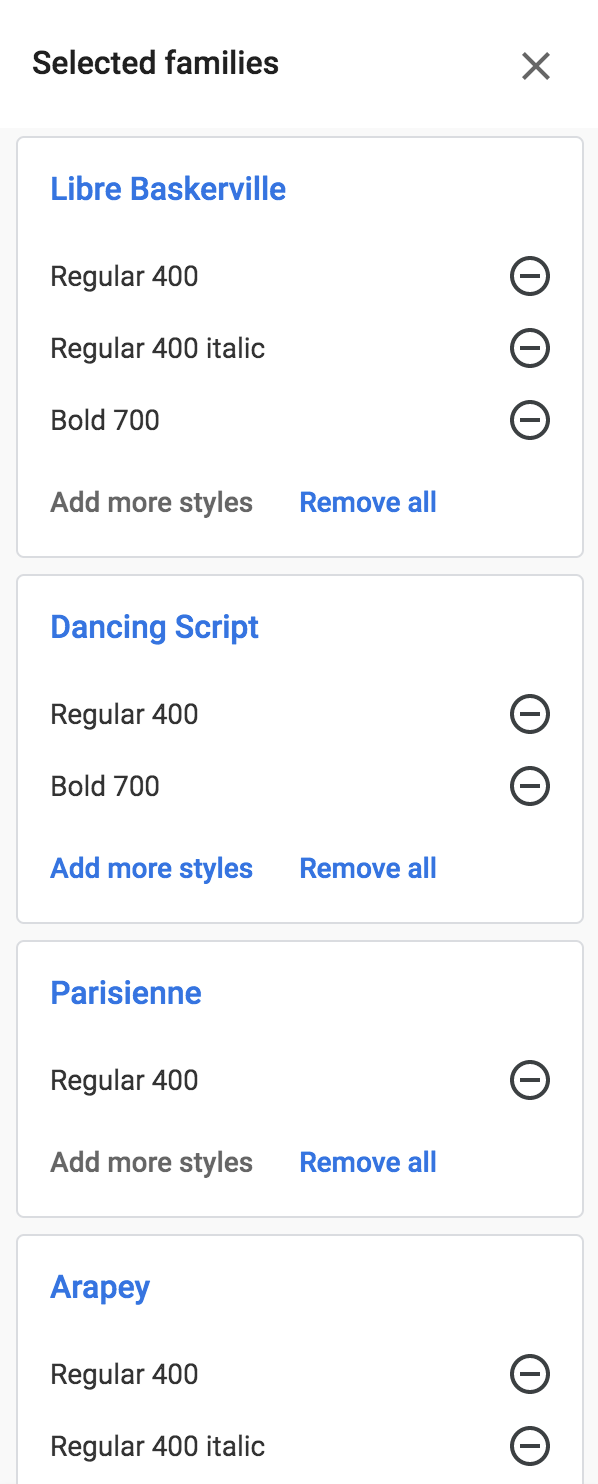 Selected families
Libre Baskerville
Regular 400
Regular 400 italic
Bold 700
Add more styles Remove all
Dancing Script
Regular 400
Bold 700
Add more styles Remove all
Parisienne
Regular 400
Add more styles Remove all
Arapey
Regular 400
Regular 400 italic